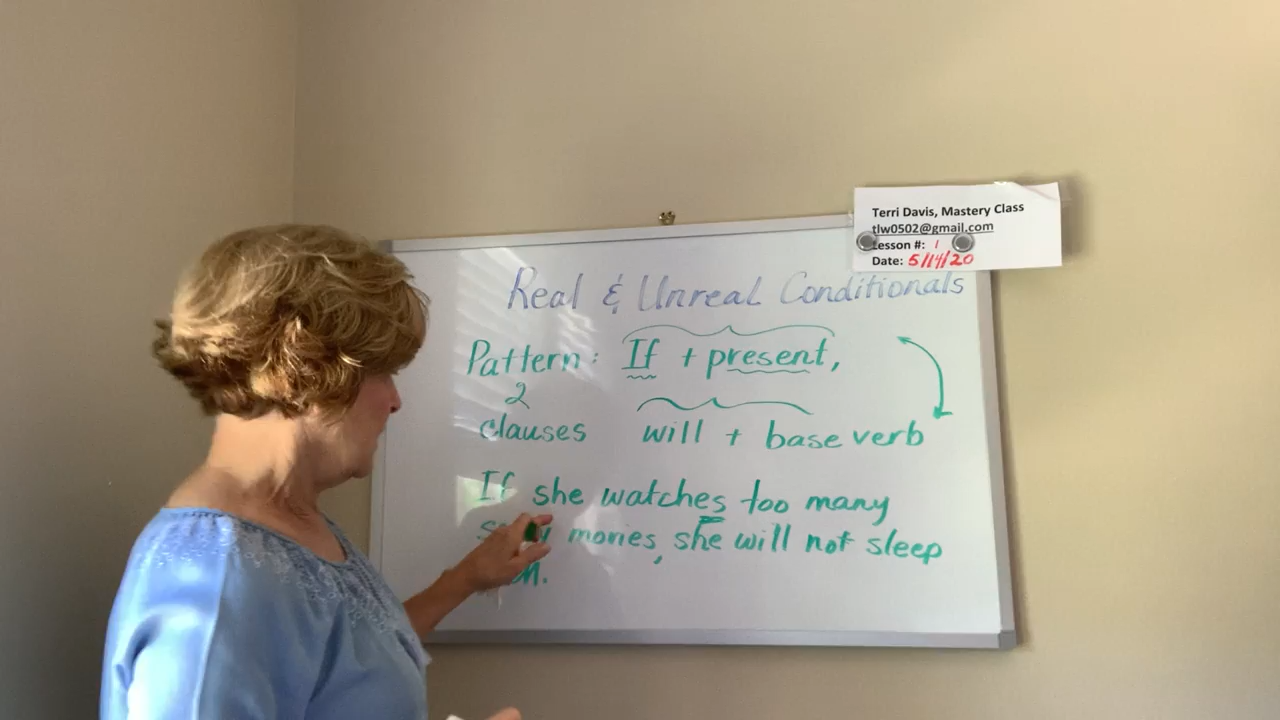 Terri Davis, Mastery Class
tlw0502@gmail.com
Lesson #: 1
Date: 5/14/20
Real & Unreal Conditionals
Pattern: If + present,
2
clauses will + base verb
If she watches too many
movies, she will not sleep